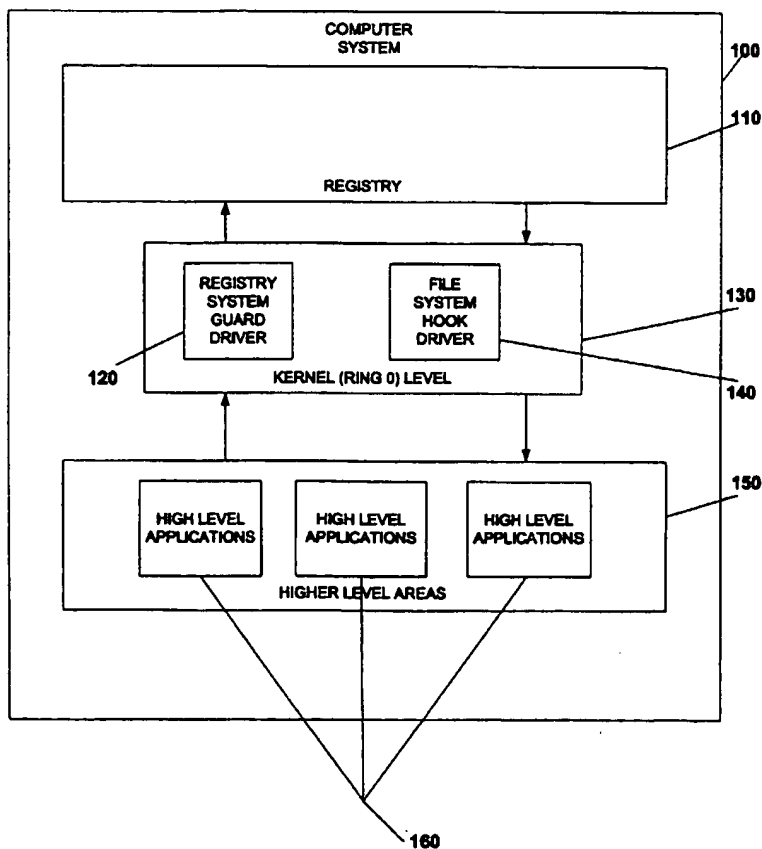 COMPUTER
SYSTEM
100
110
REGISTRY
REGISTRY
SYSTEM
GUARD
DRIVER
FILE
SYSTEM
HOOK
DRIVER
130
120
KERNEL (RING 0) LEVEL
140
150
HIGH LEVEL
APPLICATIONS
HIGH LEVEL
APPLICATIONS
HIGH LEVEL
APPLICATIONS
HIGHER LEVEL AREAS
160